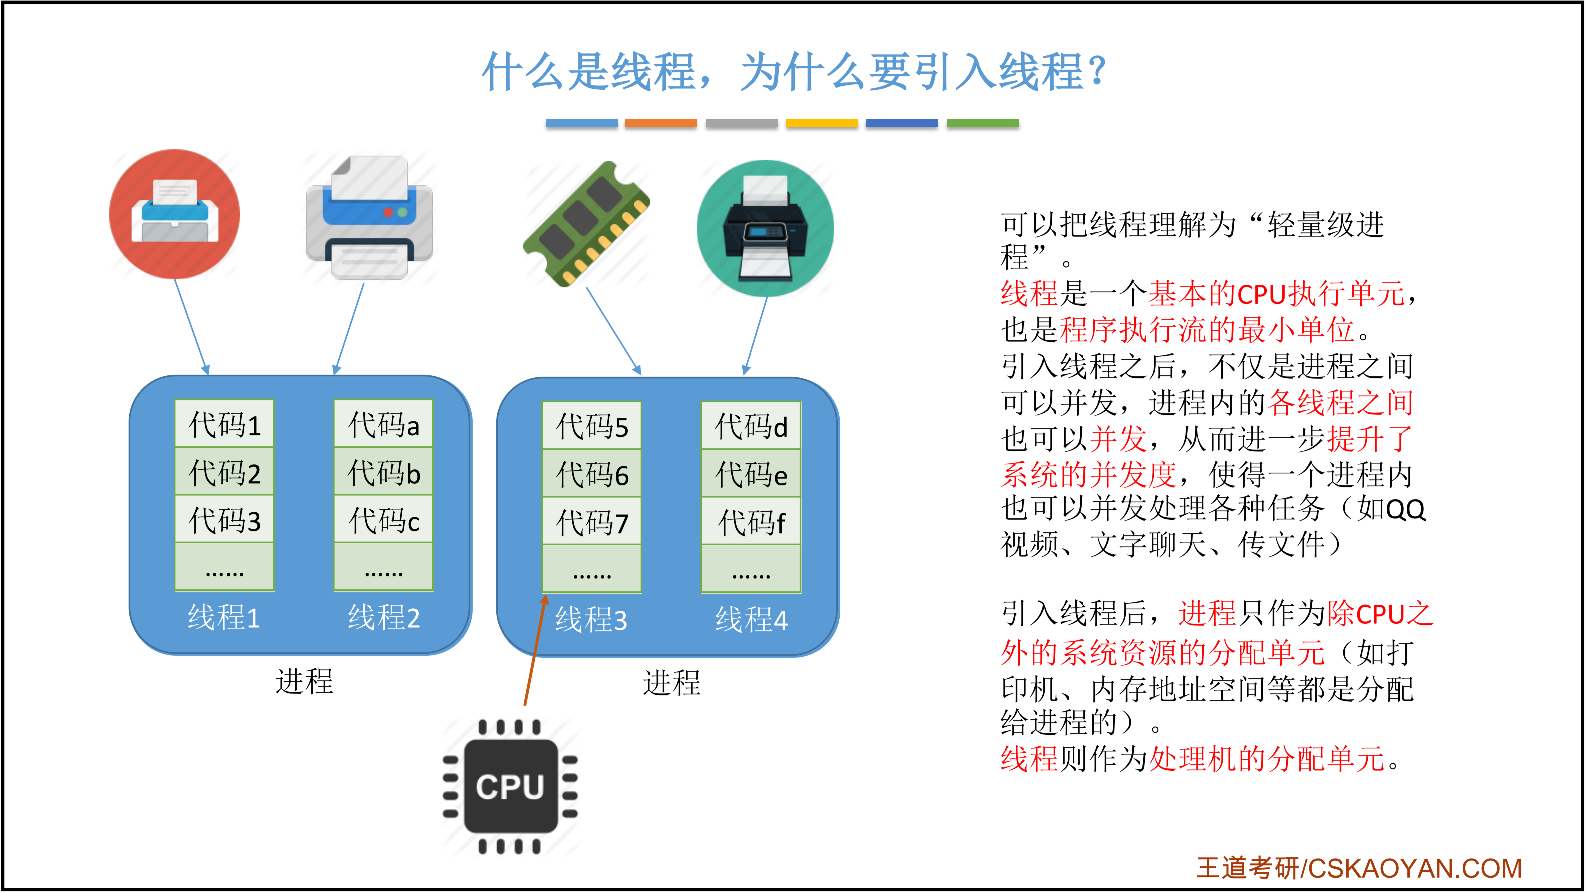 什么是线程，为什么要引入线程？
代码1
代码2
代码3
……
线程1
代码a
代码b
代码c
……
线程2
进程
代码5
代码6
代码7
……
线程3
代码d
代码e
代码f
……
线程4
进程
CPU
可以把线程理解为“轻量级进
程”。
线程是一个基本的CPU执行单元，
也是程序执行流的最小单位。
引入线程之后，不仅是进程之间
可以并发，进程内的各线程之间
也可以并发，从而进一步提升了
系统的并发度，使得一个进程内
也可以并发处理各种任务（如QQ
视频、文字聊天、传文件）
引入线程后，进程只作为除CPU之
外的系统资源的分配单元（如打
印机、内存地址空间等都是分配
给进程的）。
线程则作为处理机的分配单元。
王道考研/CSKAOYAN.COM